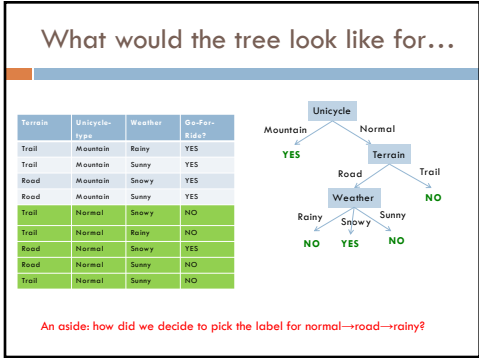 What would the tree look like for…
Terrain Unicycle-type Weather Go-For-Ride?
Trail Mountain Rainy YES
Trail Mountain Sunny YES
Road Mountain Snowy YES
Road Mountain Sunny YES
Trail Normal Snowy NO
Trail Normal Rainy NO
Road Normal Snowy YES
Road Normal Sunny NO
Trail Normal Sunny NO
Unicycle
Mountain Normal
YES Terrain
Road Trail
Weather NO
Rainy Snowy Sunny
NO YES NO
An aside: how did we decide to pick the label for normal→road→rainy?